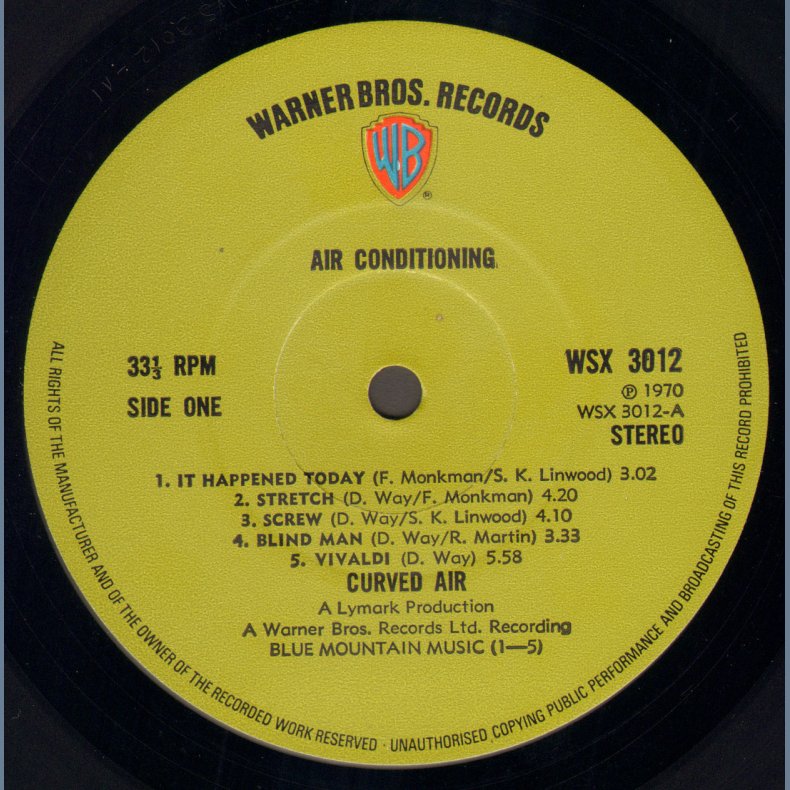 WARNER BROS. RECORDS
WB
®
AIR CONDITIONING
33⅓ RPM
SIDE ONE
WSX 3012
℗ 1970
WSX 3012-A
STEREO
1. IT HAPPENED TODAY (F. Monkman/S. K. Linwood) 3.02
2. STRETCH (D. Way/F. Monkman) 4.20
3. SCREW (D. Way/S. K. Linwood) 4.10
4. BLIND MAN (D. Way/R. Martin) 3.33
5. VIVALDI (D. Way) 5.58
CURVED AIR
A Lymark Production
A Warner Bros. Records Ltd. Recording
BLUE MOUNTAIN MUSIC (1—5)
ALL RIGHTS OF THE MANUFACTURER AND OF THE OWNER OF THE RECORDED WORK RESERVED · UNAUTHORISED COPYING PUBLIC PERFORMANCE AND BROADCASTING OF THIS RECORD PROHIBITED